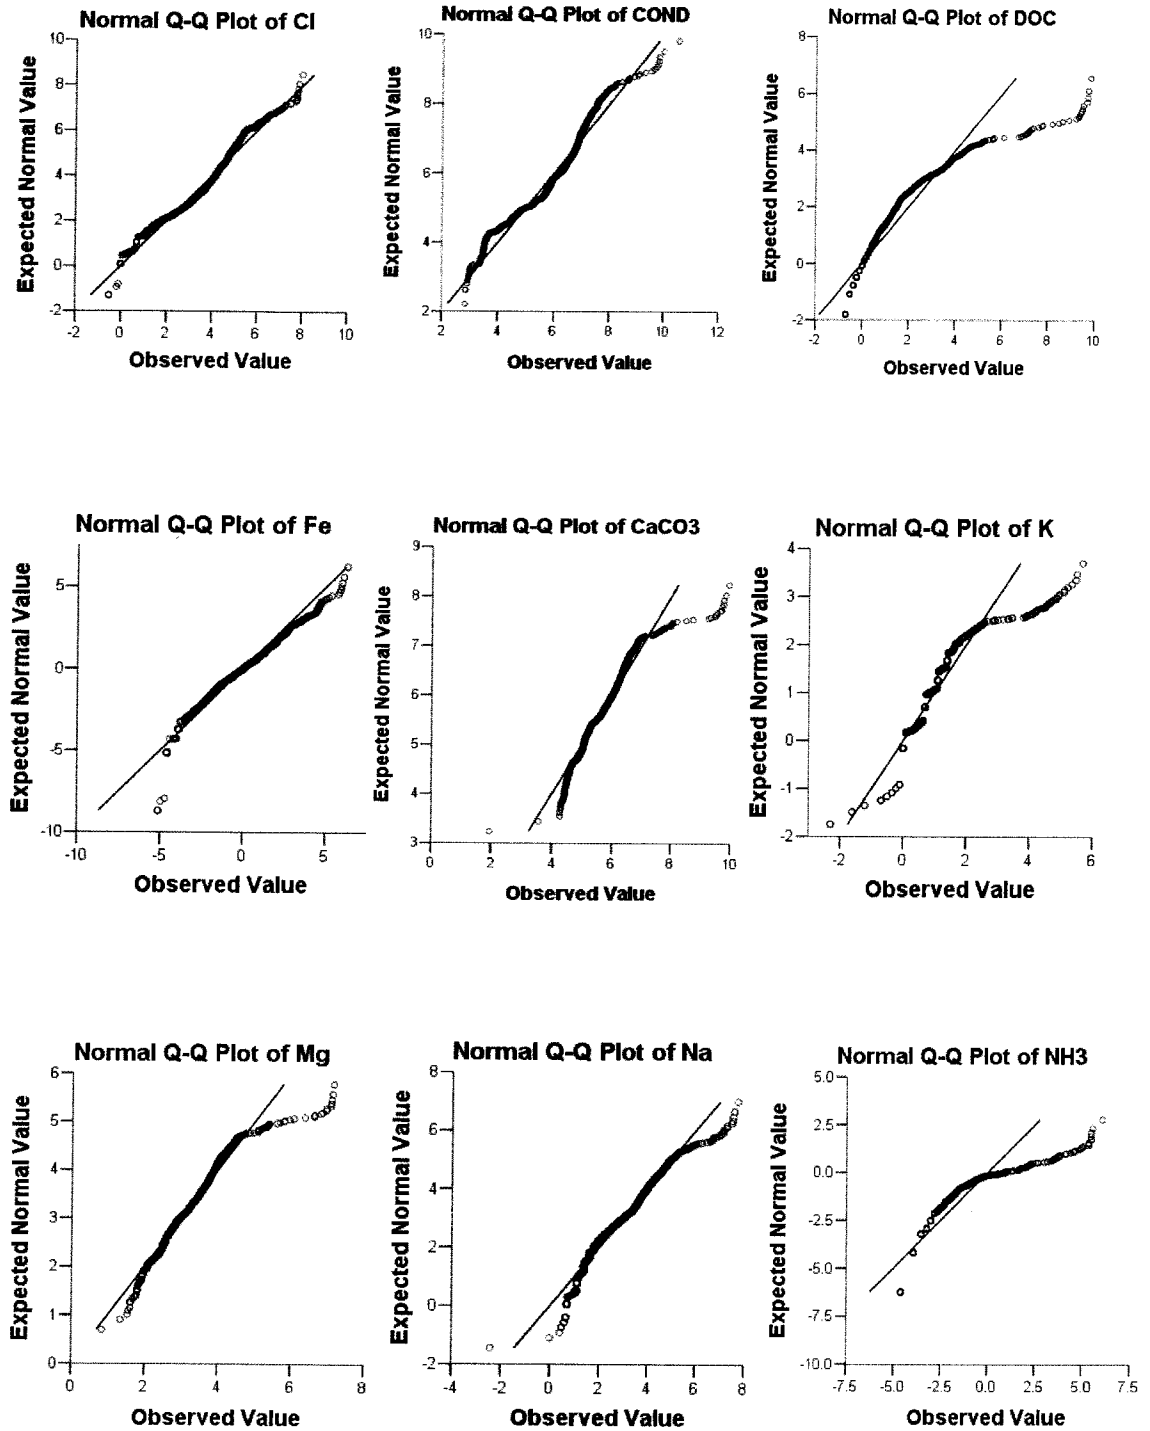 Normal Q-Q Plot of Cl
Expected Normal Value
10
8
6
4
2
0
-2
-2 0 2 4 6 8 10
Observed Value
Normal Q-Q Plot of COND
Expected Normal Value
10
8
6
4
2
2 4 6 8 10 12
Observed Value
Normal Q-Q Plot of DOC
Expected Normal Value
8
6
4
2
0
-2
-2 0 2 4 6 8 10
Observed Value
Normal Q-Q Plot of Fe
Expected Normal Value
5
0
-5
-10
-10 -5 0 5
Observed Value
Normal Q-Q Plot of CaCO3
Expected Normal Value
9
8
7
6
5
4
3
0 2 4 6 8 10
Observed Value
Normal Q-Q Plot of K
Expected Normal Value
4
3
2
1
0
-1
-2
-2 0 2 4 6
Observed Value
Normal Q-Q Plot of Mg
Expected Normal Value
6
5
4
3
2
1
0
0 2 4 6 8
Observed Value
Normal Q-Q Plot of Na
Expected Normal Value
8
6
4
2
0
-2
-4 -2 0 2 4 6 8
Observed Value
Normal Q-Q Plot of NH3
Expected Normal Value
5.0
2.5
0.0
-2.5
-5.0
-7.5
-10.0
-7.5 -5.0 -2.5 0.0 2.5 5.0 7.5
Observed Value